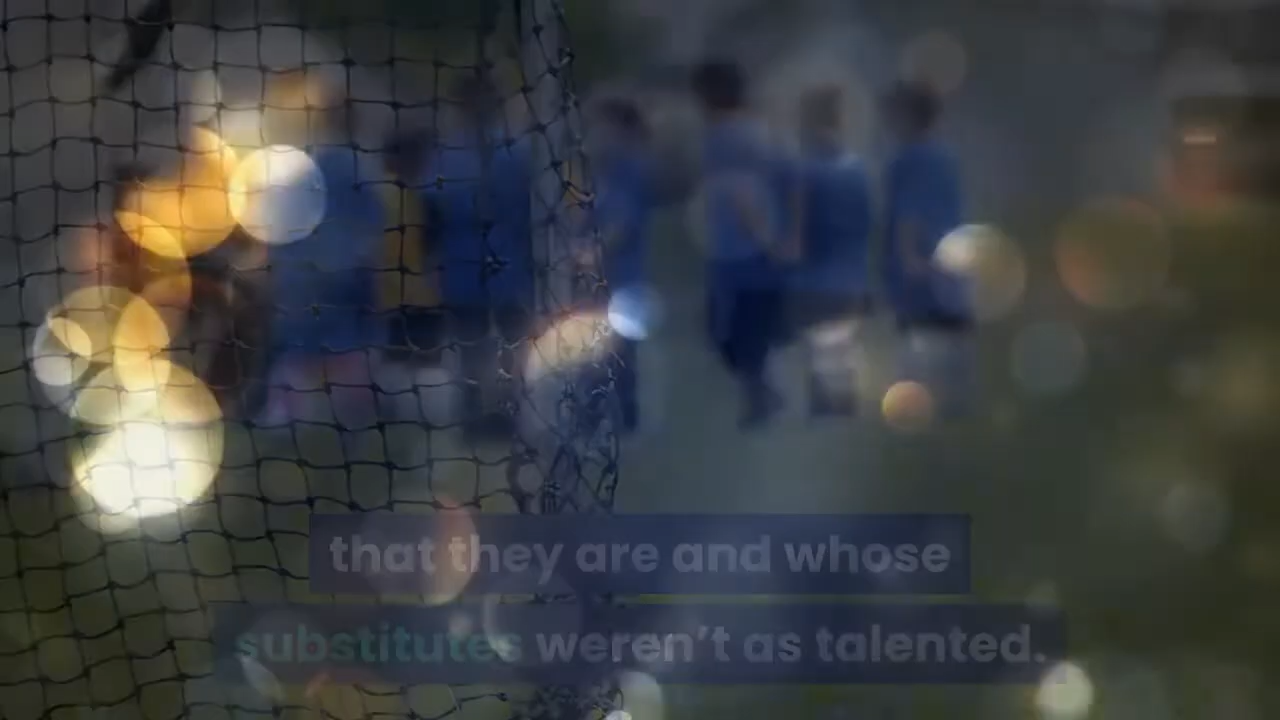 that they are and whose
substitutes weren't as talented.